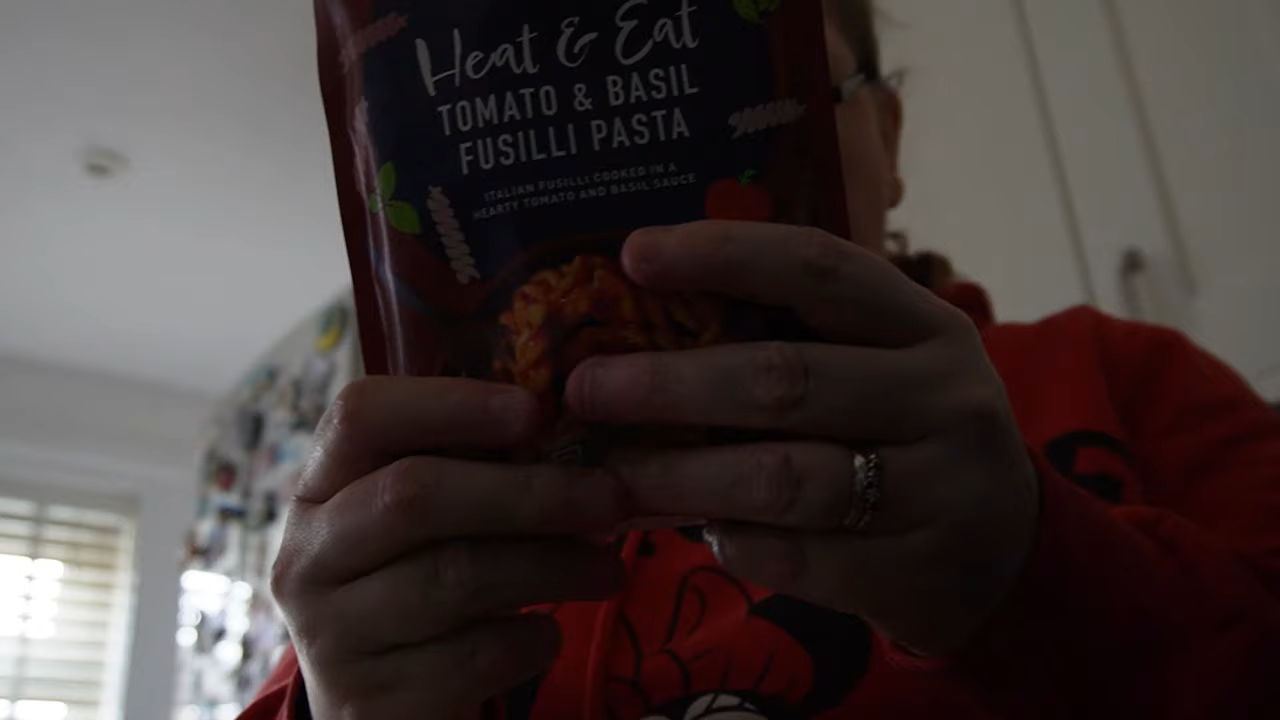 Heat & Eat
TOMATO & BASIL
FUSILLI PASTA
ITALIAN FUSILLI COOKED IN A
HEARTY TOMATO AND BASIL SAUCE